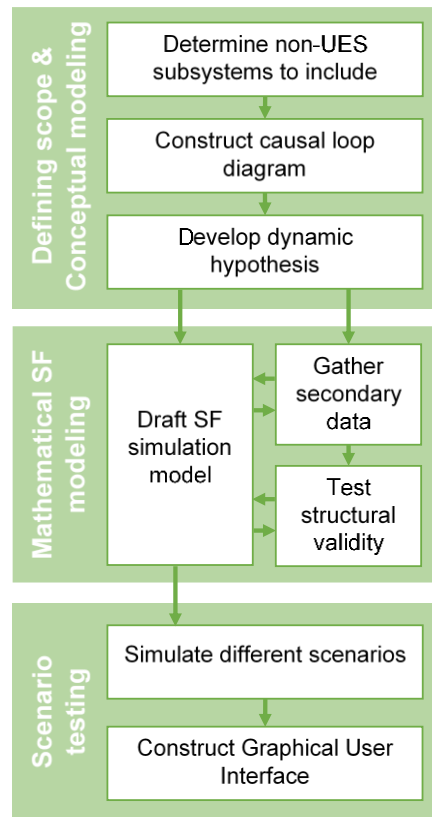 Defining scope &
Conceptual modeling
Determine non-UES
subsystems to include
Construct causal loop
diagram
Develop dynamic
hypothesis
Mathematical SF
modeling
Draft SF
simulation
model
Gather
secondary
data
Test
structural
validity
Scenario
testing
Simulate different scenarios
Construct Graphical User
Interface